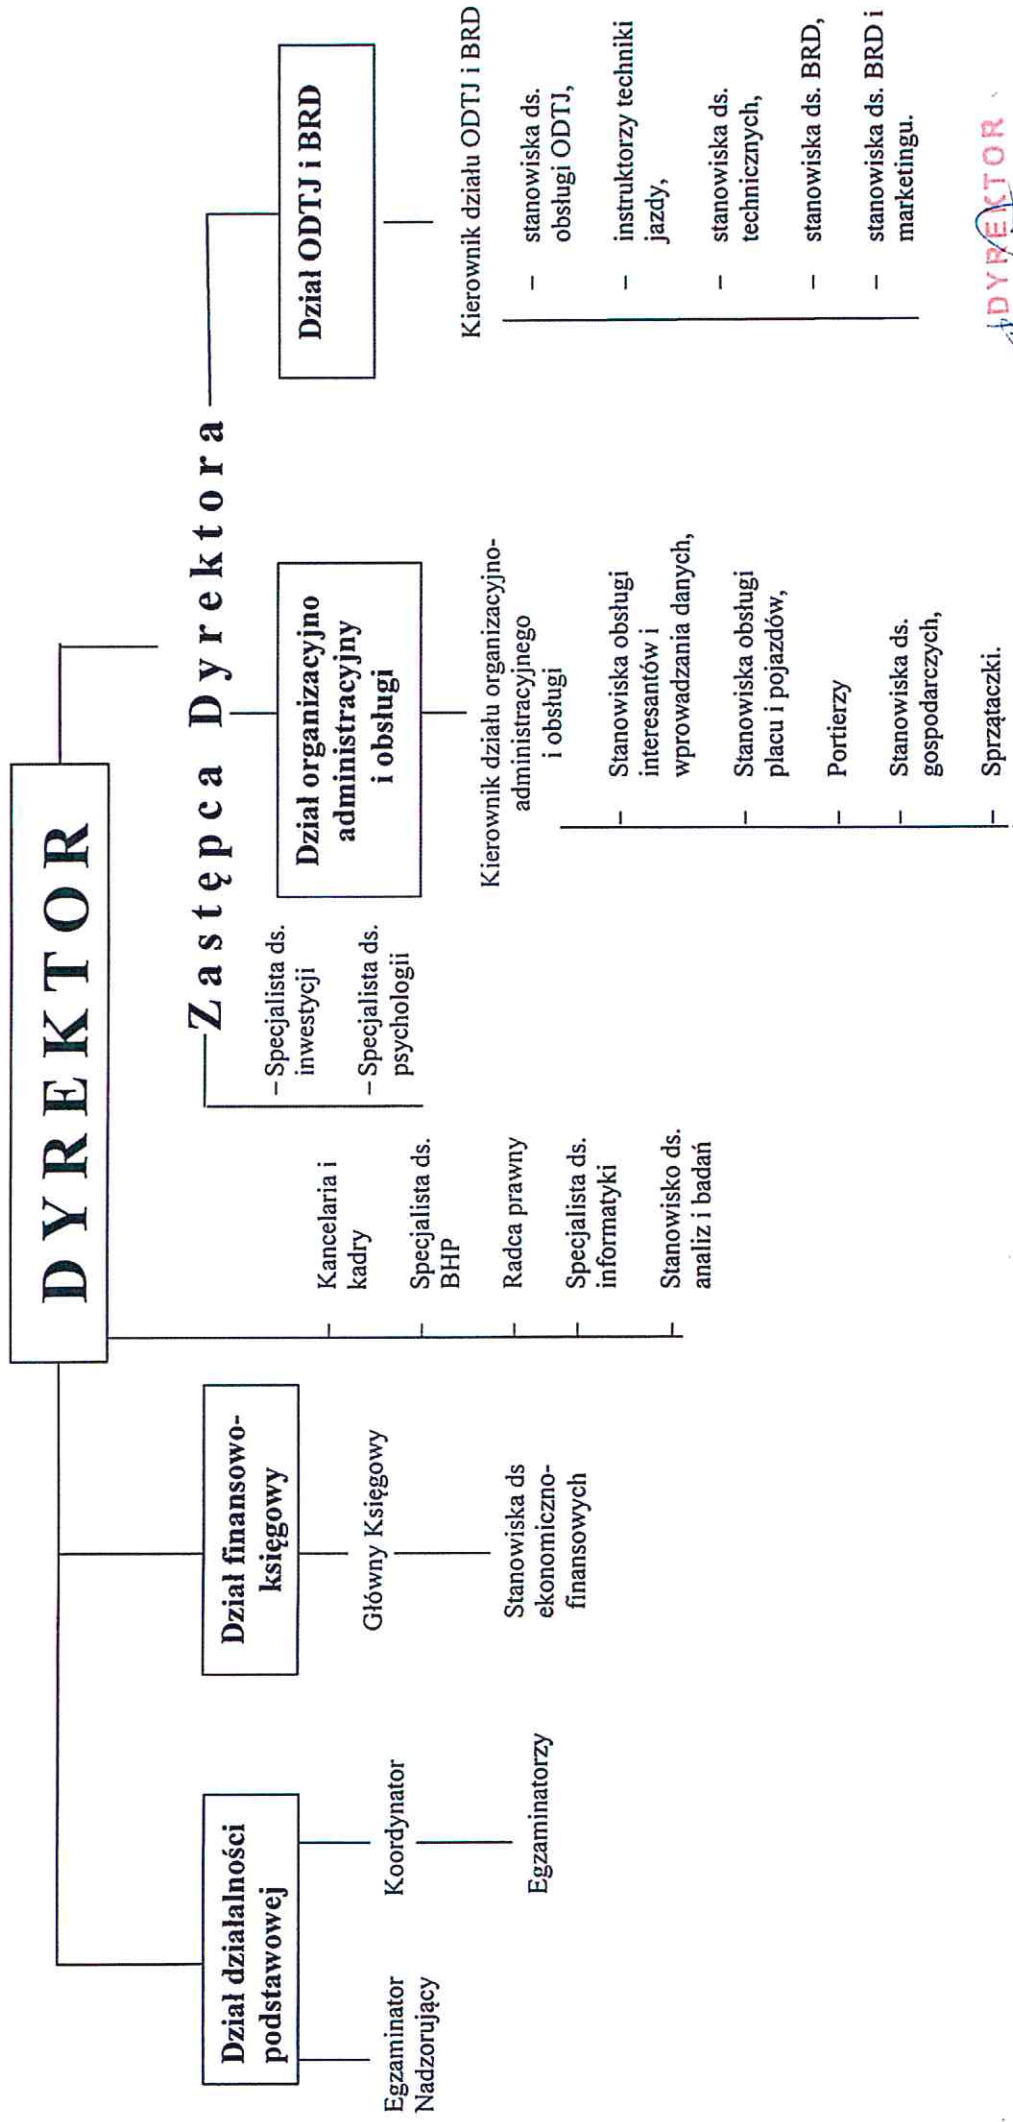 DYREKTOR
Zastępca Dyrektora
Dział działalności
podstawowej
Egzaminator
Nadzorujący
Koordynator
Egzaminatorzy
Dział finansowo-
księgowy
Główny Księgowy
Stanowiska ds
ekonomiczno-
finansowych
Kancelaria i
kadry
Specjalista ds.
BHP
Radca prawny
Specjalista ds.
informatyki
Stanowisko ds.
analiz i badań
– Specjalista ds.
inwestycji
– Specjalista ds.
psychologii
Dział organizacyjno
administracyjny
i obsługi
Kierownik działu organizacyjno-
administracyjnego
i obsługi
Stanowiska obsługi
interesantów i
wprowadzania danych,
Stanowiska obsługi
placu i pojazdów,
Portierzy
Stanowiska ds.
gospodarczych,
Sprzątaczki.
Dział ODTJ i BRD
Kierownik działu ODTJ i BRD
– stanowiska ds.
obsługi ODTJ,
– instruktorzy techniki
jazdy,
– stanowiska ds.
technicznych,
– stanowiska ds. BRD,
– stanowiska ds. BRD i
marketingu.
DYREKTOR